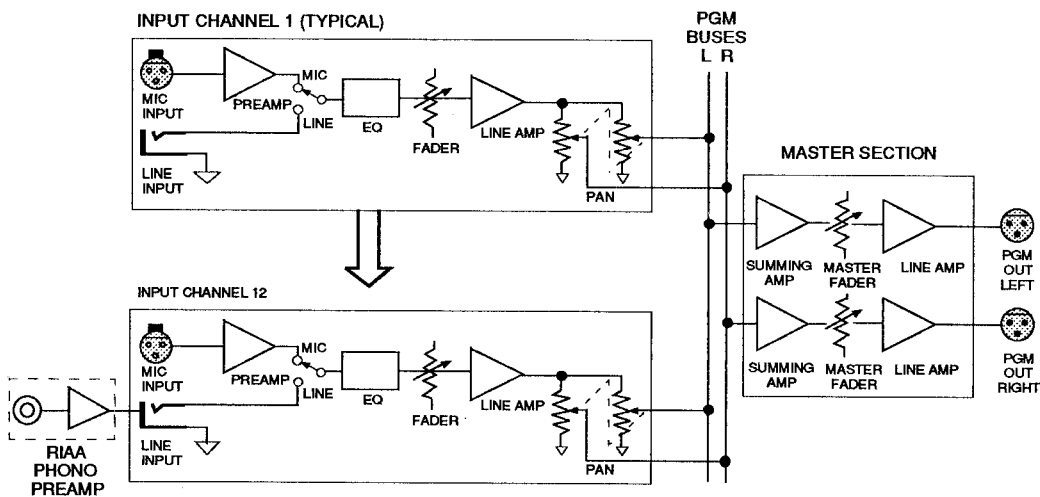 INPUT CHANNEL 1 (TYPICAL)
PGM
BUSES
L R
MIC
INPUT
PREAMP
MIC
LINE
EQ
FADER
LINE AMP
PAN
LINE
INPUT
MASTER SECTION
SUMMING
AMP
MASTER
FADER
LINE AMP
PGM
OUT
LEFT
SUMMING
AMP
MASTER
FADER
LINE AMP
PGM
OUT
RIGHT
INPUT CHANNEL 12
MIC
INPUT
PREAMP
MIC
LINE
EQ
FADER
LINE AMP
PAN
LINE
INPUT
RIAA
PHONO
PREAMP